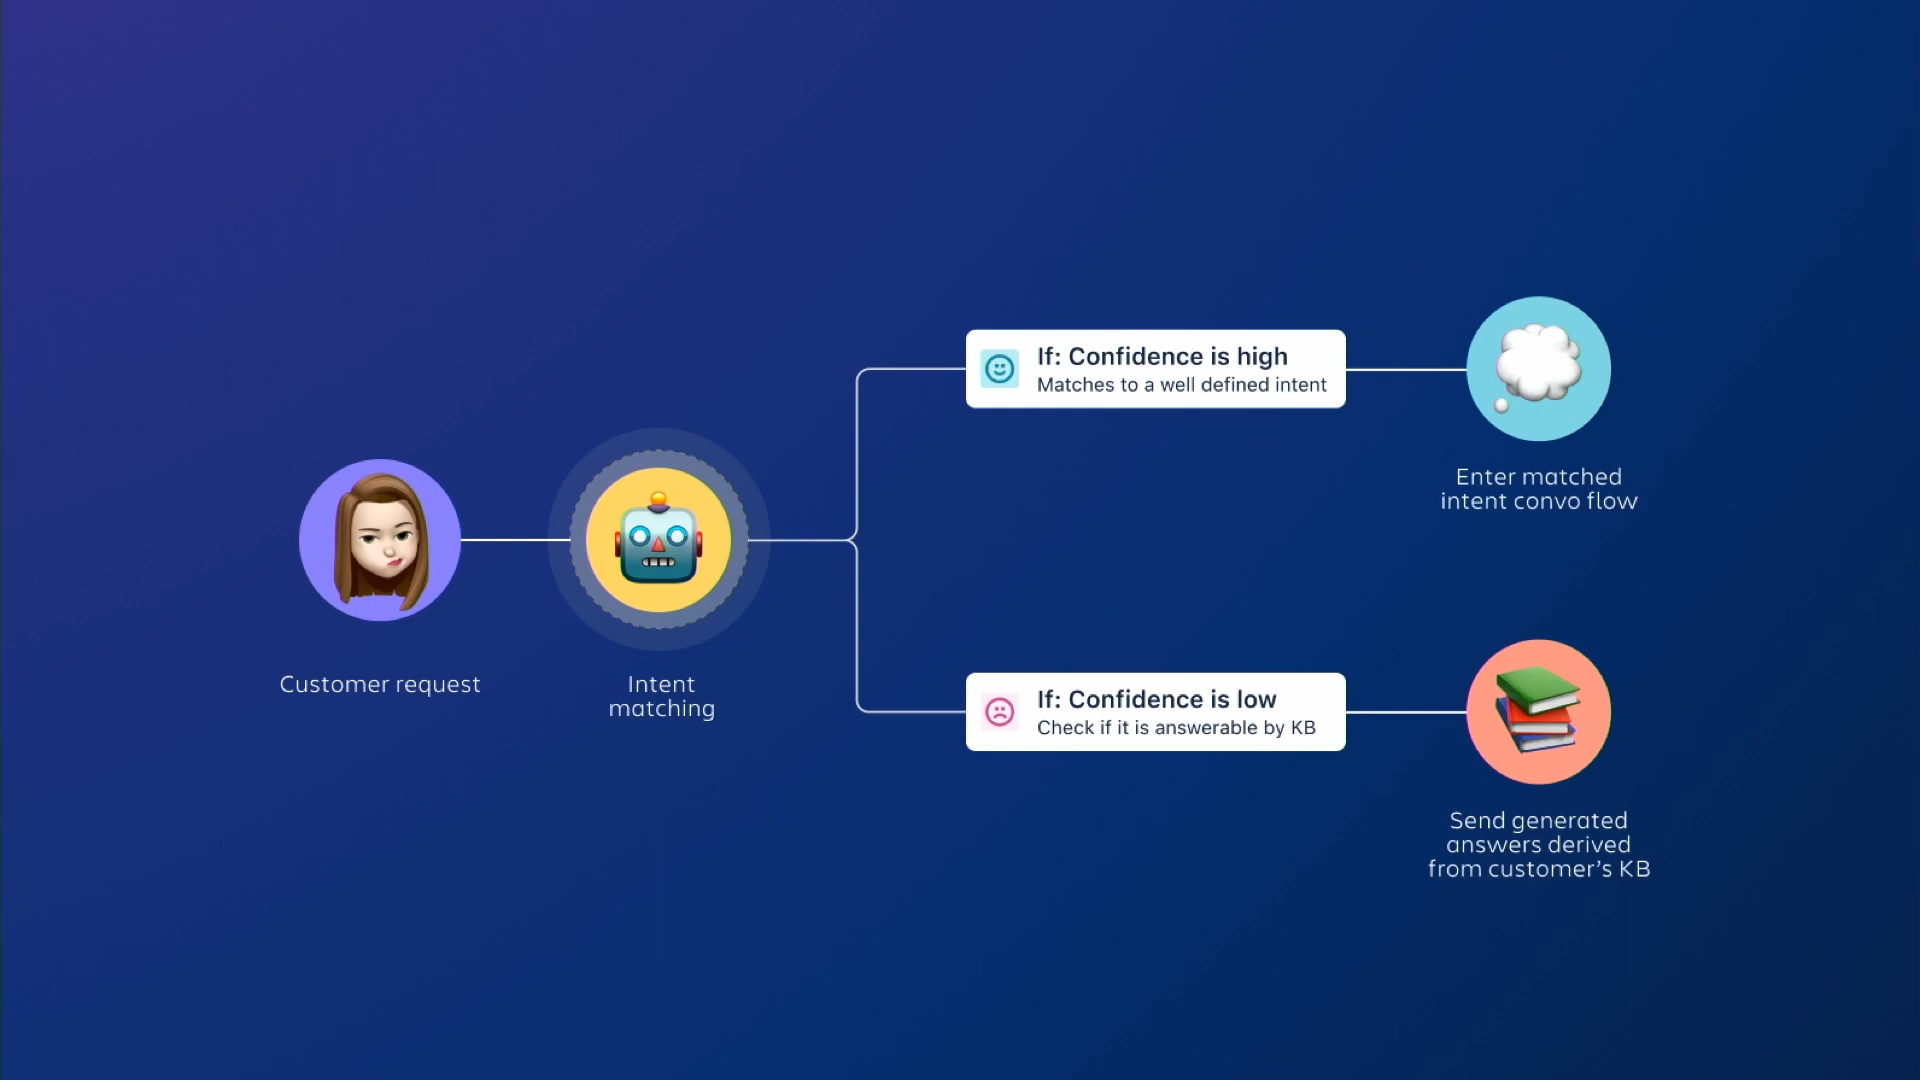 If: Confidence is high
Matches to a well defined intent
Enter matched
intent convo flow
Customer request
Intent
matching
If: Confidence is low
Check if it is answerable by KB
Send generated
answers derived
from customer’s KB